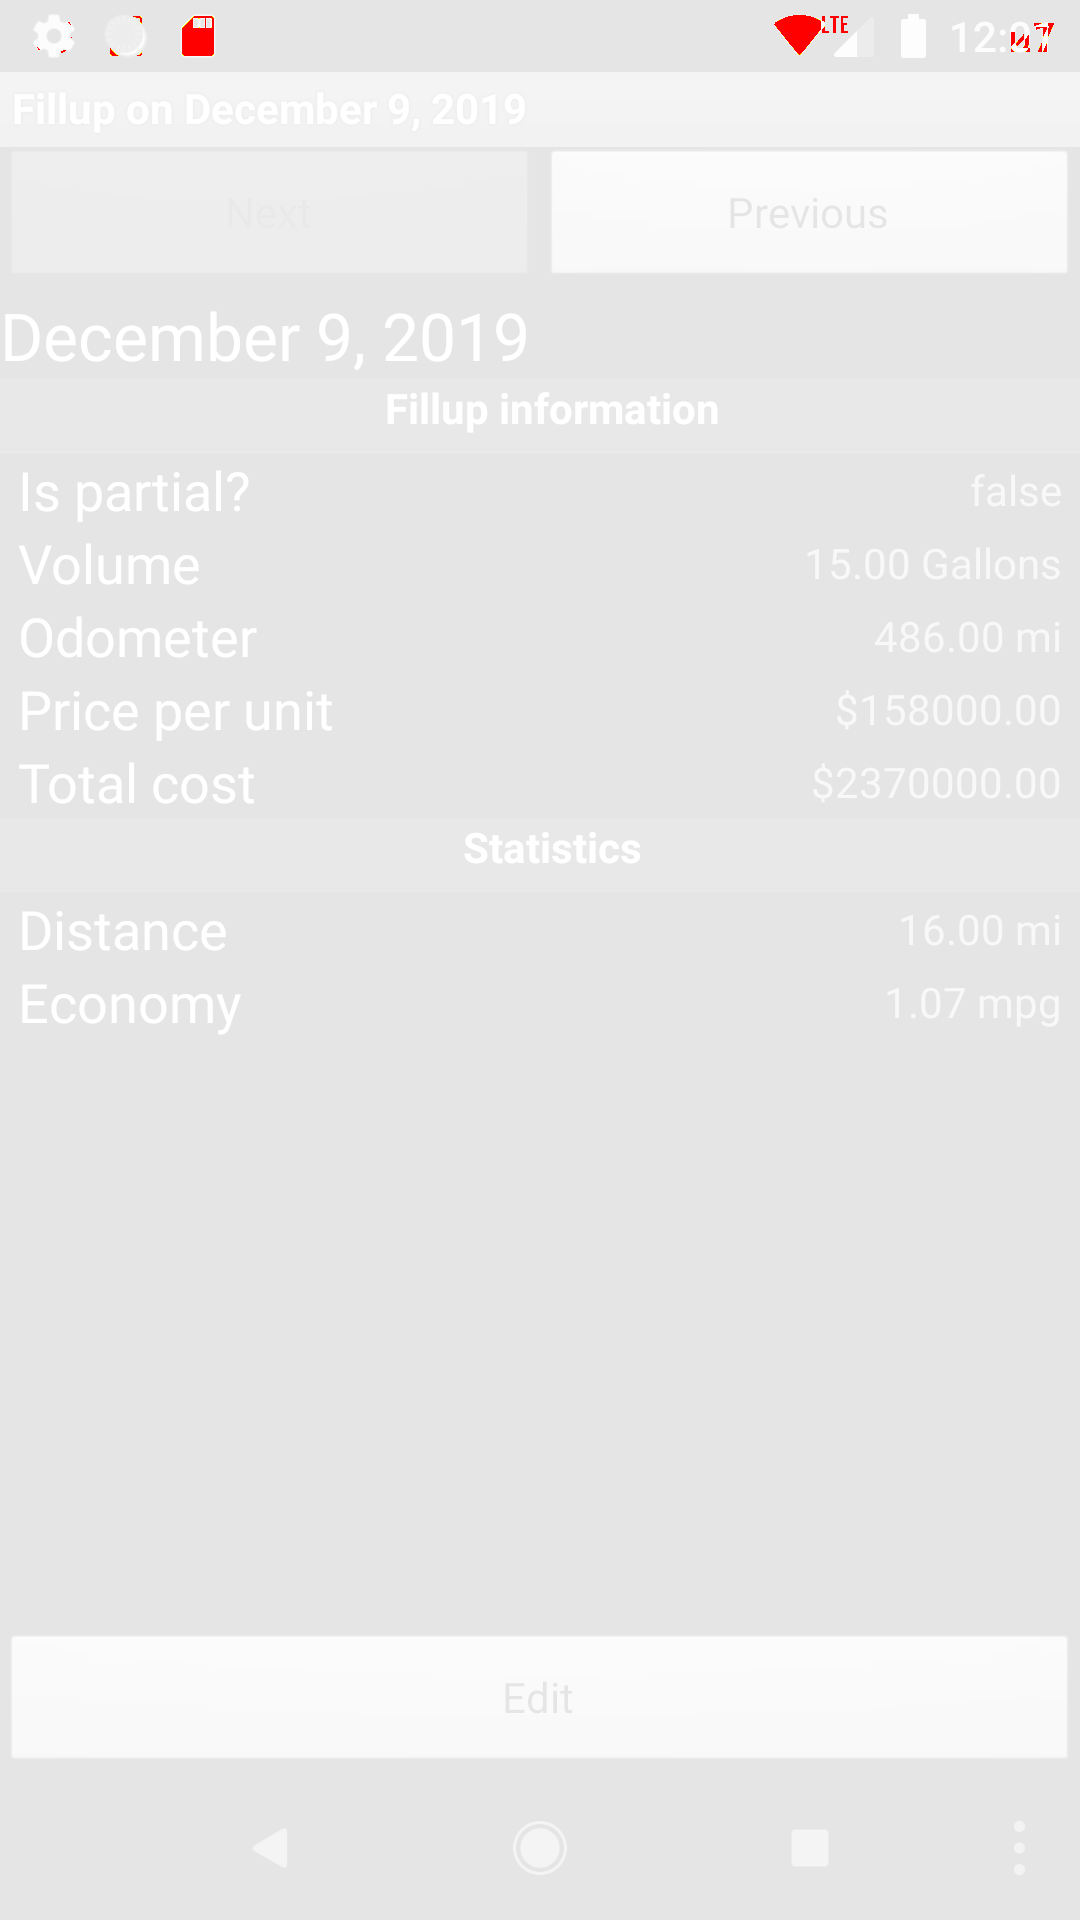 LTE
Fillup on December 9, 2019
Next Previous
December 9, 2019
Fillup information
Is partial? false
Volume 15.00 Gallons
Odometer 486.00 mi
Price per unit $158000.00
Total cost $2370000.00
Statistics
Distance 16.00 mi
Economy 1.07 mpg
Edit